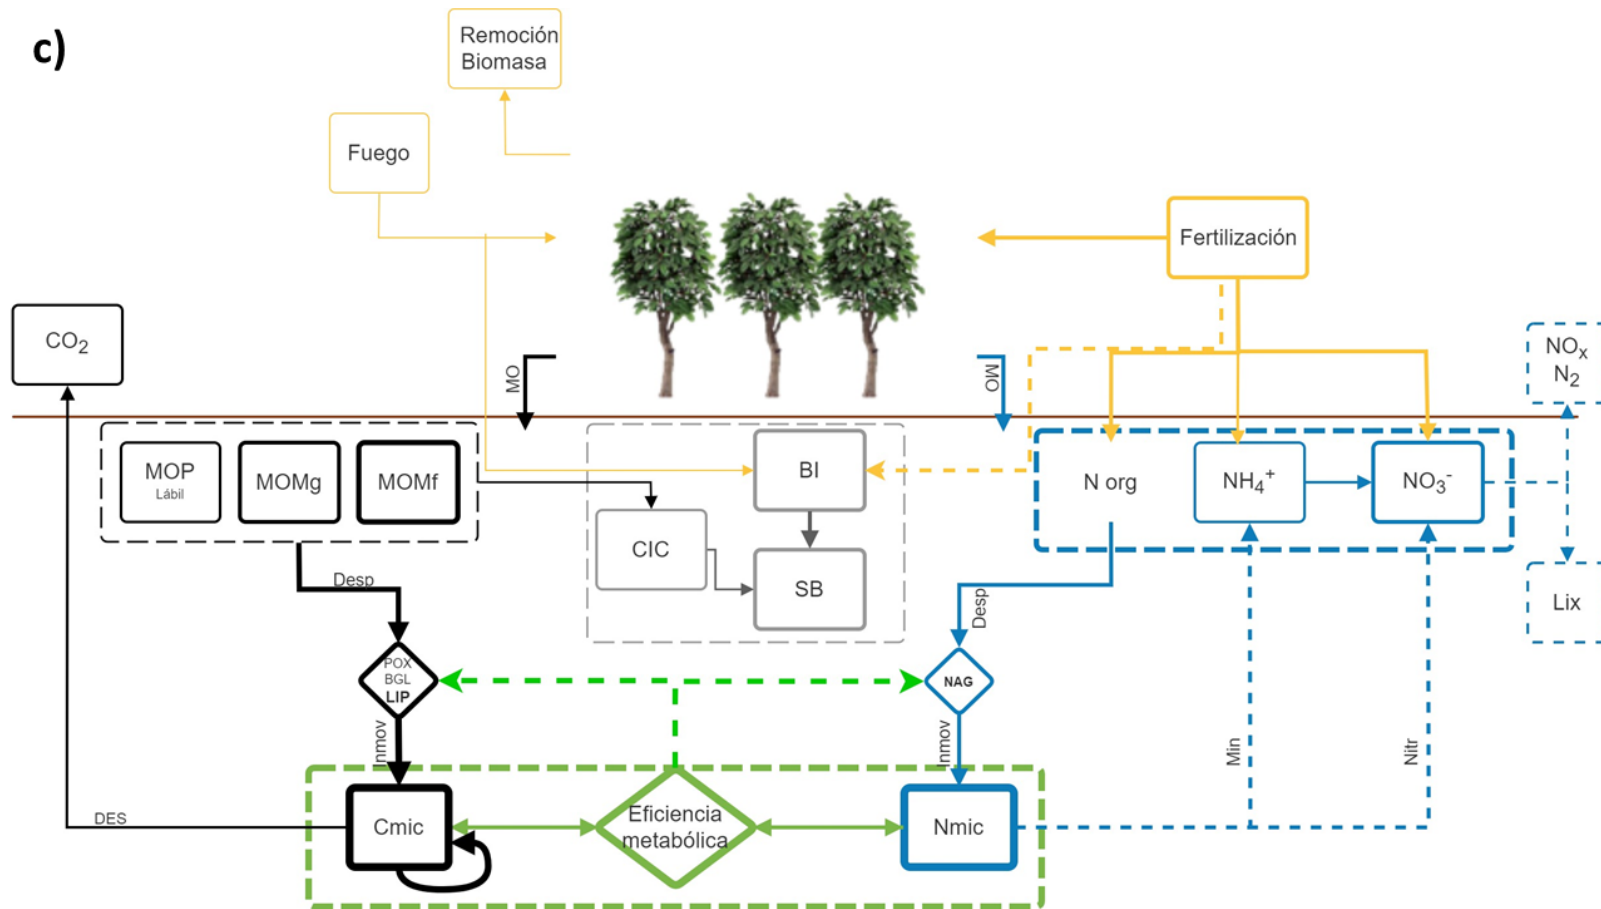 c)
Remoción
Biomasa
Fuego
Fertilización
CO₂
MO
MO
NOₓ
N₂
MOP
Lábil
MOMg
MOMf
BI
CIC
SB
N org
NH₄⁺
NO₃⁻
Lix
Desp
Desp
POX
BGL
LIP
NAG
Inmov
Inmov
Min
Nitr
DES
Cmic
Eficiencia
metabólica
Nmic